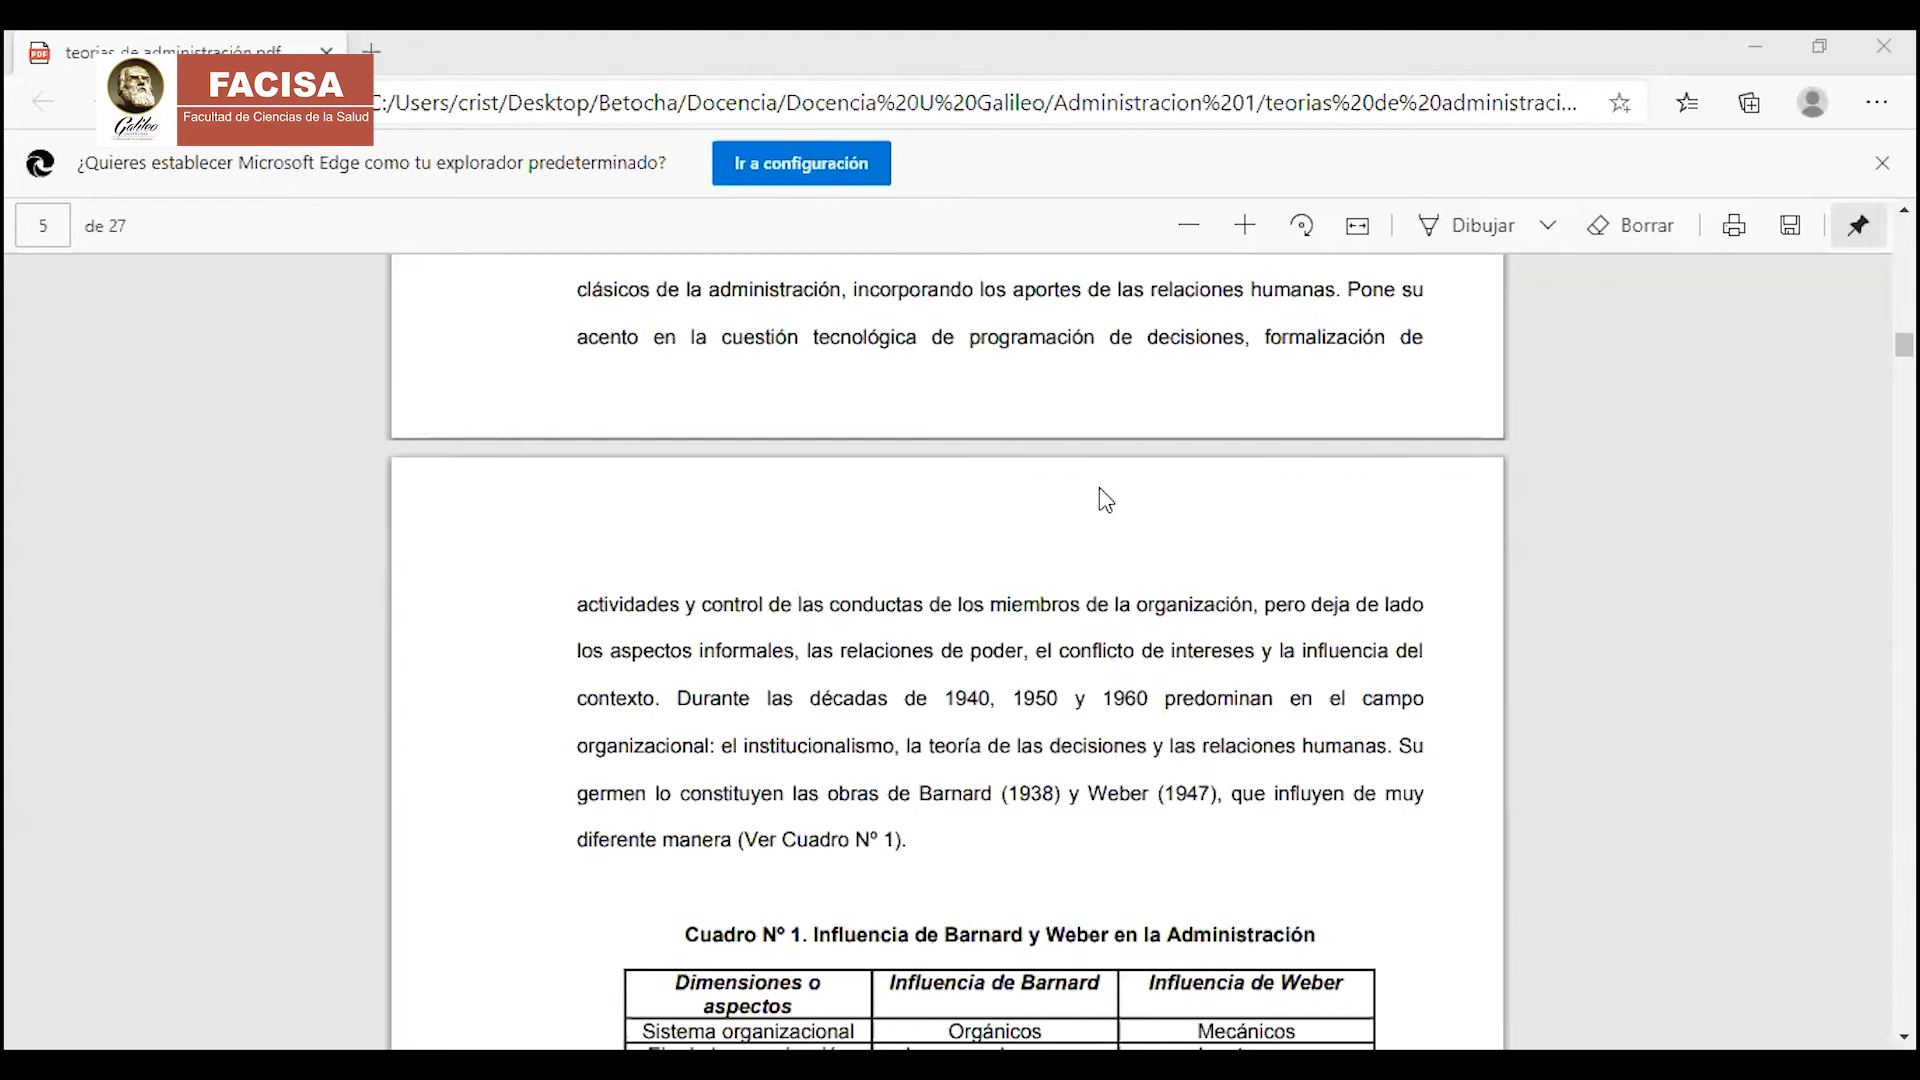 teorias de administración.pdf
FACISA
Facultad de Ciencias de la Salud
Galileo
C:/Users/crist/Desktop/Betocha/Docencia/Docencia%20U%20Galileo/Administracion%201/teorias%20de%20administraci...
¿Quieres establecer Microsoft Edge como tu explorador predeterminado?
Ir a configuración
5 de 27
Dibujar
Borrar
clásicos de la administración, incorporando los aportes de las relaciones humanas. Pone su
acento en la cuestión tecnológica de programación de decisiones, formalización de
actividades y control de las conductas de los miembros de la organización, pero deja de lado
los aspectos informales, las relaciones de poder, el conflicto de intereses y la influencia del
contexto. Durante las décadas de 1940, 1950 y 1960 predominan en el campo
organizacional: el institucionalismo, la teoría de las decisiones y las relaciones humanas. Su
germen lo constituyen las obras de Barnard (1938) y Weber (1947), que influyen de muy
diferente manera (Ver Cuadro Nº 1).
Cuadro Nº 1. Influencia de Barnard y Weber en la Administración
Dimensiones o
aspectos
Influencia de Barnard
Influencia de Weber
Sistema organizacional
Orgánicos
Mecánicos